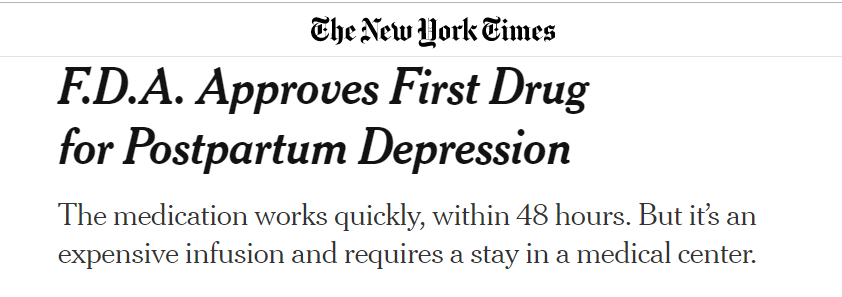 The New York Times
F.D.A. Approves First Drug
for Postpartum Depression
The medication works quickly, within 48 hours. But it’s an
expensive infusion and requires a stay in a medical center.